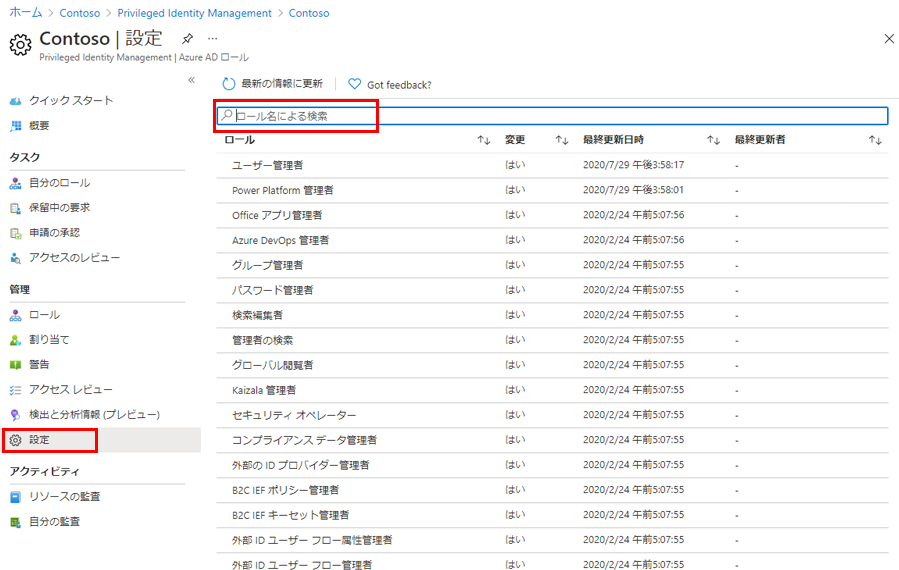 ホーム > Contoso > Privileged Identity Management > Contoso
Contoso | 設定 ...
Privileged Identity Management | Azure AD ロール
クイック スタート
概要
タスク
自分のロール
保留中の要求
申請の承認
アクセスのレビュー
管理
ロール
割り当て
警告
アクセス レビュー
検出と分析情報 (プレビュー)
設定
アクティビティ
リソースの監査
自分の監査
最新の情報に更新 Got feedback?
ロール名による検索
ロール 変更 最終更新日時 最終更新者
ユーザー管理者 はい 2020/7/29 午後3:58:17 -
Power Platform 管理者 はい 2020/7/29 午後3:58:01 -
Office アプリ管理者 はい 2020/2/24 午前5:07:56 -
Azure DevOps 管理者 はい 2020/2/24 午前5:07:56 -
グループ管理者 はい 2020/2/24 午前5:07:55 -
パスワード管理者 はい 2020/2/24 午前5:07:55 -
検索編集者 はい 2020/2/24 午前5:07:55 -
管理者の検索 はい 2020/2/24 午前5:07:55 -
グローバル閲覧者 はい 2020/2/24 午前5:07:55 -
Kaizala 管理者 はい 2020/2/24 午前5:07:55 -
セキュリティ オペレーター はい 2020/2/24 午前5:07:55 -
コンプライアンス データ管理者 はい 2020/2/24 午前5:07:55 -
外部の ID プロバイダー管理者 はい 2020/2/24 午前5:07:55 -
B2C IEF ポリシー管理者 はい 2020/2/24 午前5:07:55 -
B2C IEF キーセット管理者 はい 2020/2/24 午前5:07:55 -
外部 ID ユーザー フロー属性管理者 はい 2020/2/24 午前5:07:55 -
外部 ID ユーザー フロー管理者 はい 2020/2/24 午前5:07:55 -